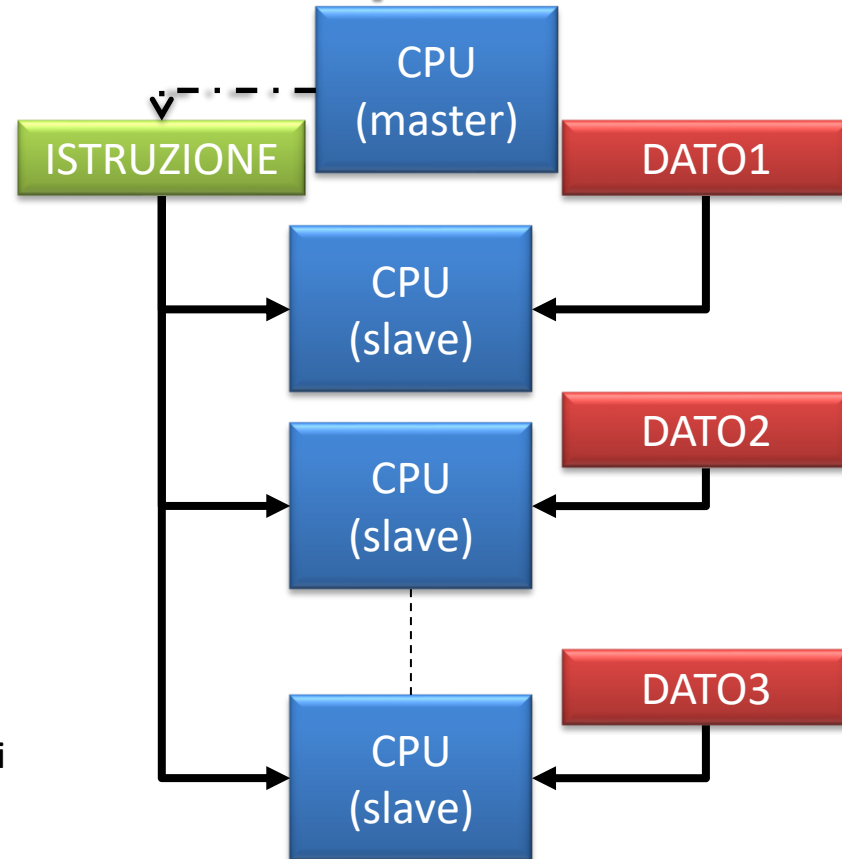 CPU
(master)
ISTRUZIONE
DATO1
CPU
(slave)
DATO2
CPU
(slave)
DATO3
CPU
(slave)
i